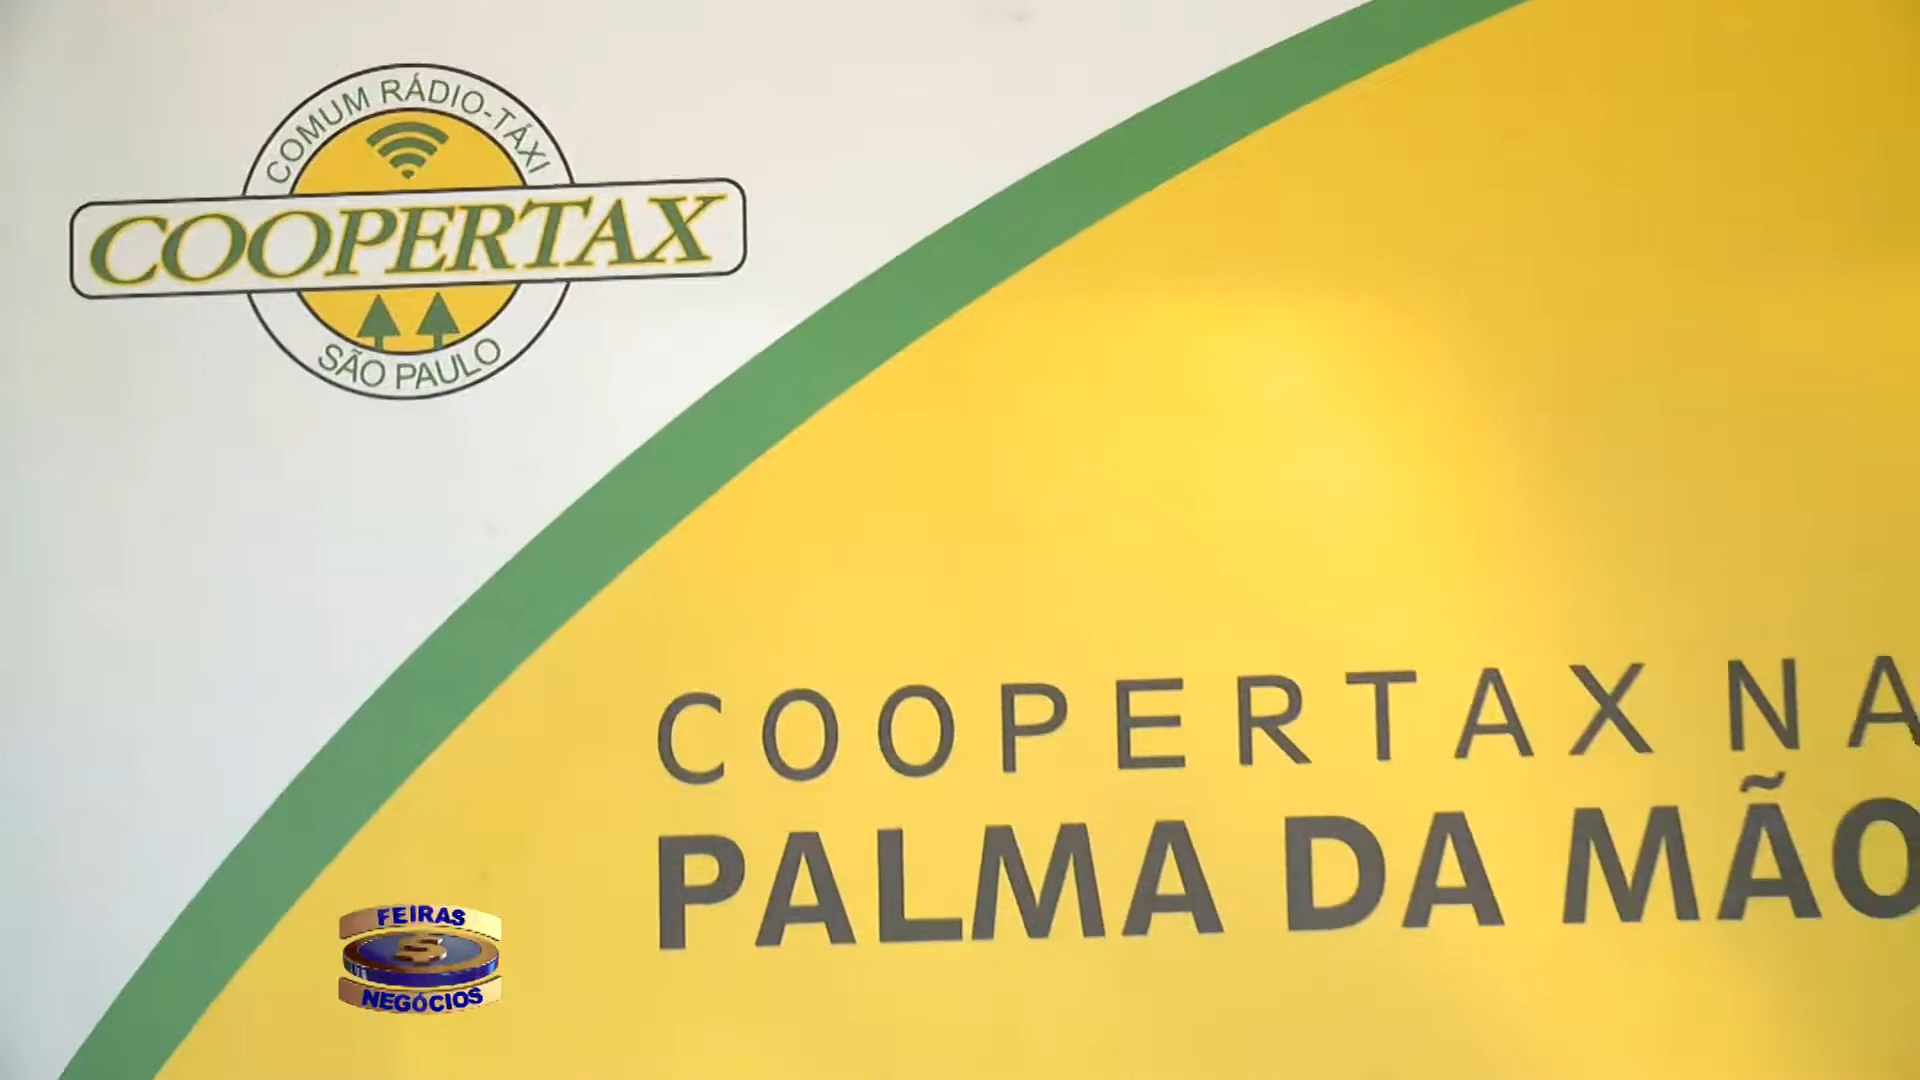 COMUM RÁDIO-TÁXI
COOPERTAX
SÃO PAULO
COOPERTAX NA
PALMA DA MÃO
FEIRAS
$
NEGÓCIOS